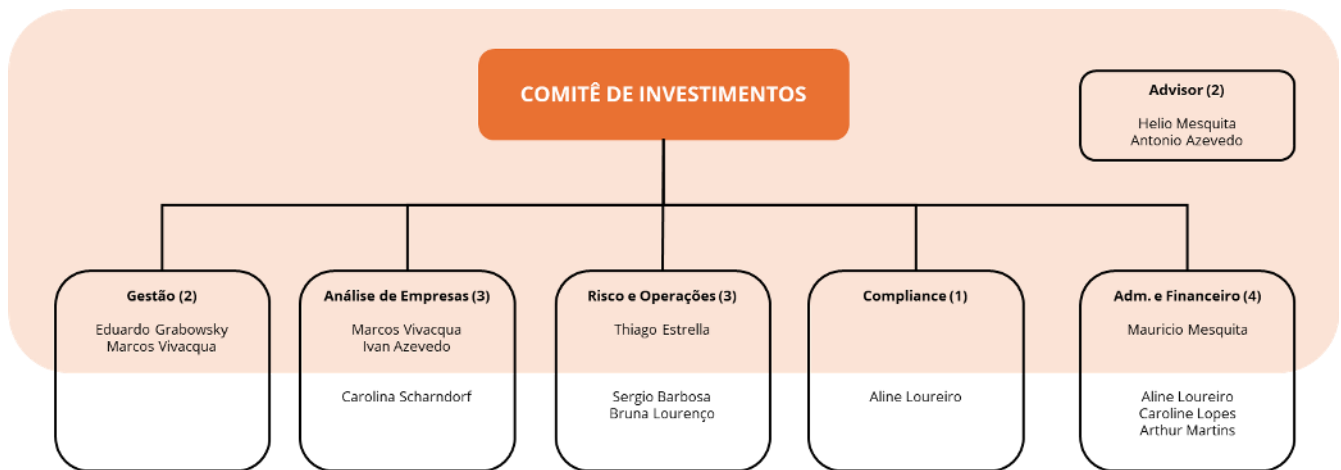 COMITÊ DE INVESTIMENTOS
Advisor (2)
Helio Mesquita
Antonio Azevedo
Gestão (2)
Eduardo Grabowsky
Marcos Vivacqua
Análise de Empresas (3)
Marcos Vivacqua
Ivan Azevedo
Carolina Scharndorf
Risco e Operações (3)
Thiago Estrella
Sergio Barbosa
Bruna Lourenço
Compliance (1)
Aline Loureiro
Adm. e Financeiro (4)
Mauricio Mesquita
Aline Loureiro
Caroline Lopes
Arthur Martins